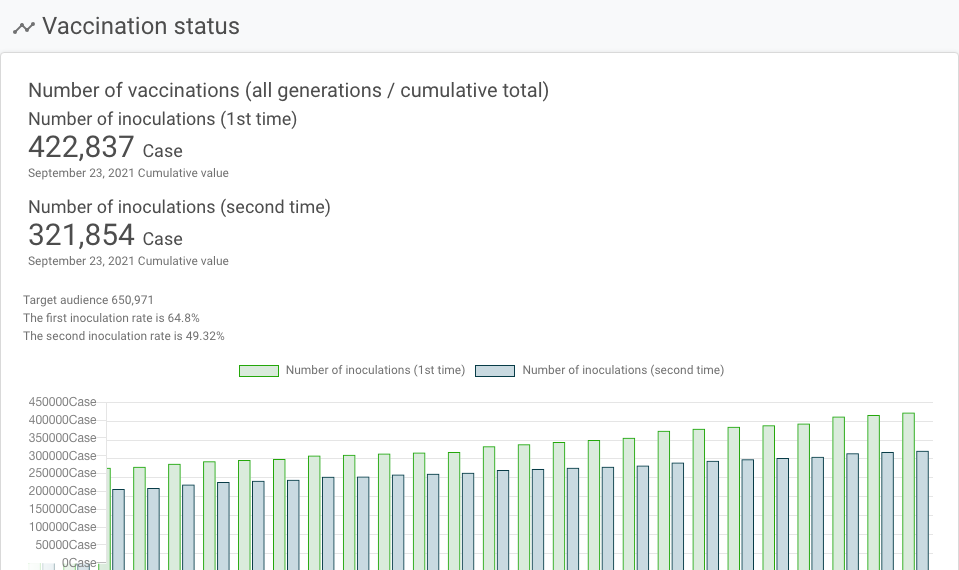 Vaccination status
Number of vaccinations (all generations / cumulative total)
Number of inoculations (1st time)
422,837 Case
September 23, 2021 Cumulative value
Number of inoculations (second time)
321,854 Case
September 23, 2021 Cumulative value
Target audience 650,971
The first inoculation rate is 64.8%
The second inoculation rate is 49.32%
Number of inoculations (1st time) Number of inoculations (second time)
450000Case
400000Case
350000Case
300000Case
250000Case
200000Case
150000Case
100000Case
50000Case
0Case